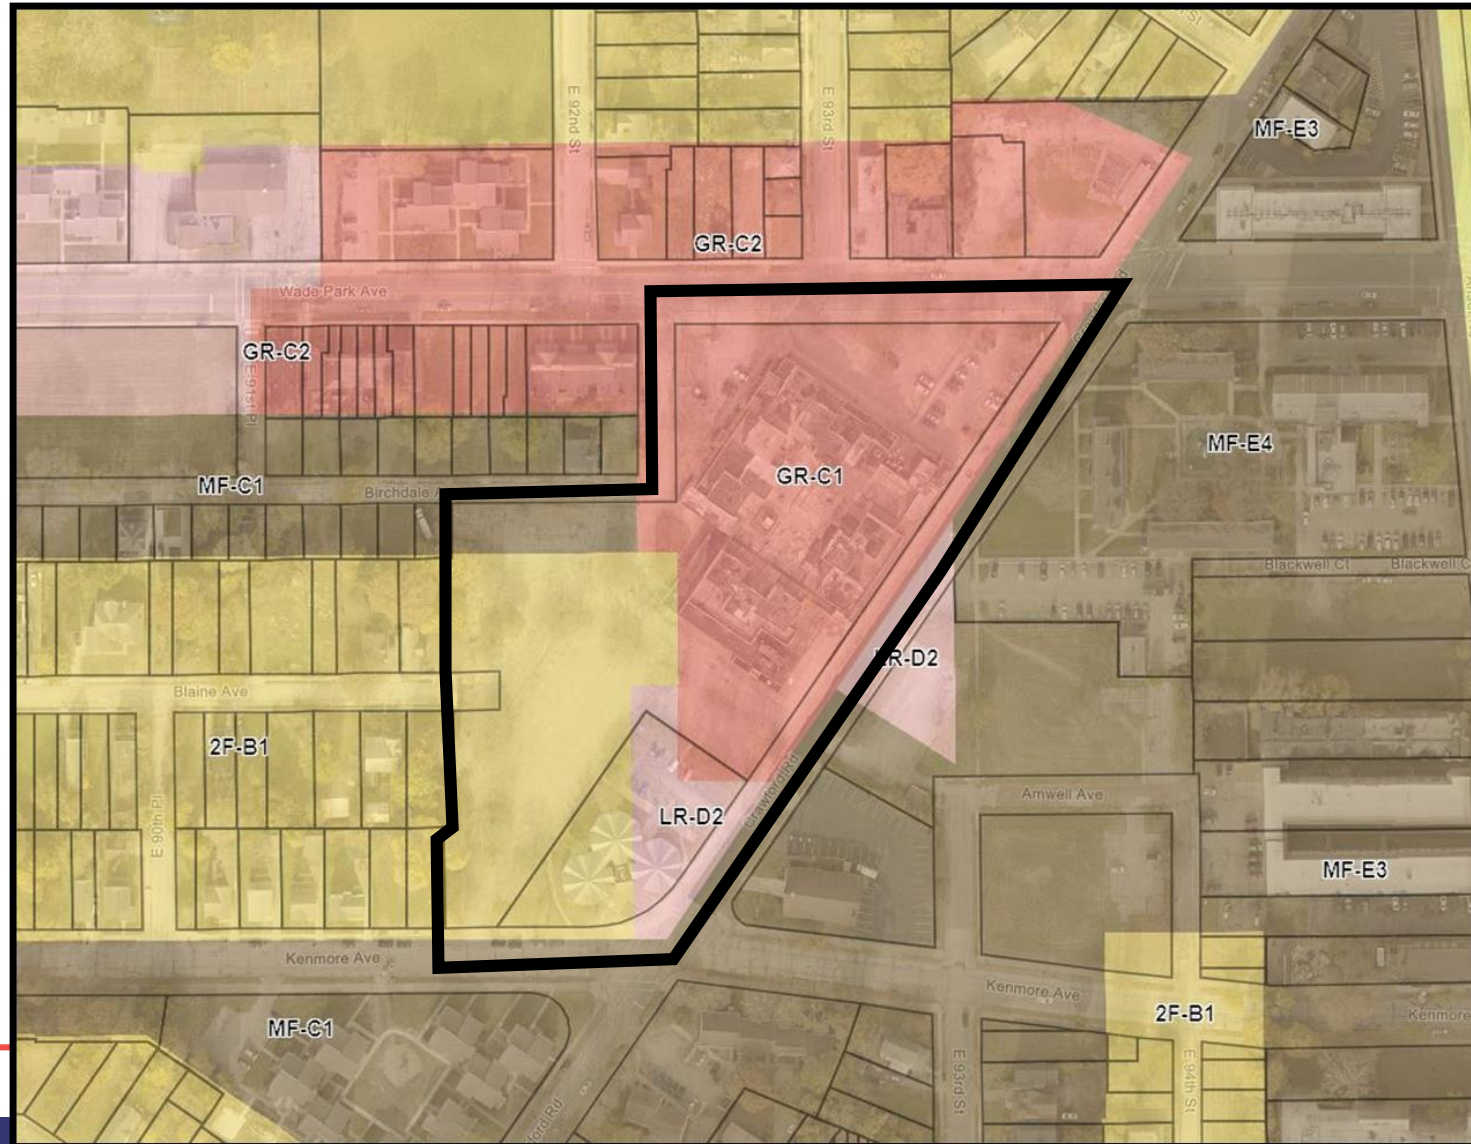 E 92nd St
E 93rd St
MF-E3
GR-C2
Wade Park Ave
GR-C2
E 91st Pl
MF-E4
GR-C1
MF-C1
Birchdale
Blackwell Ct
Blackwell C
R-D2
Blaine Ave
2F-B1
Crawford Rd
Amwell Ave
LR-D2
E 90th Pl
MF-E3
Kenmore Ave
Kenmore Ave
2F-B1
Kenmore
MF-C1
E 93rd St
E 94th St
ford Rd